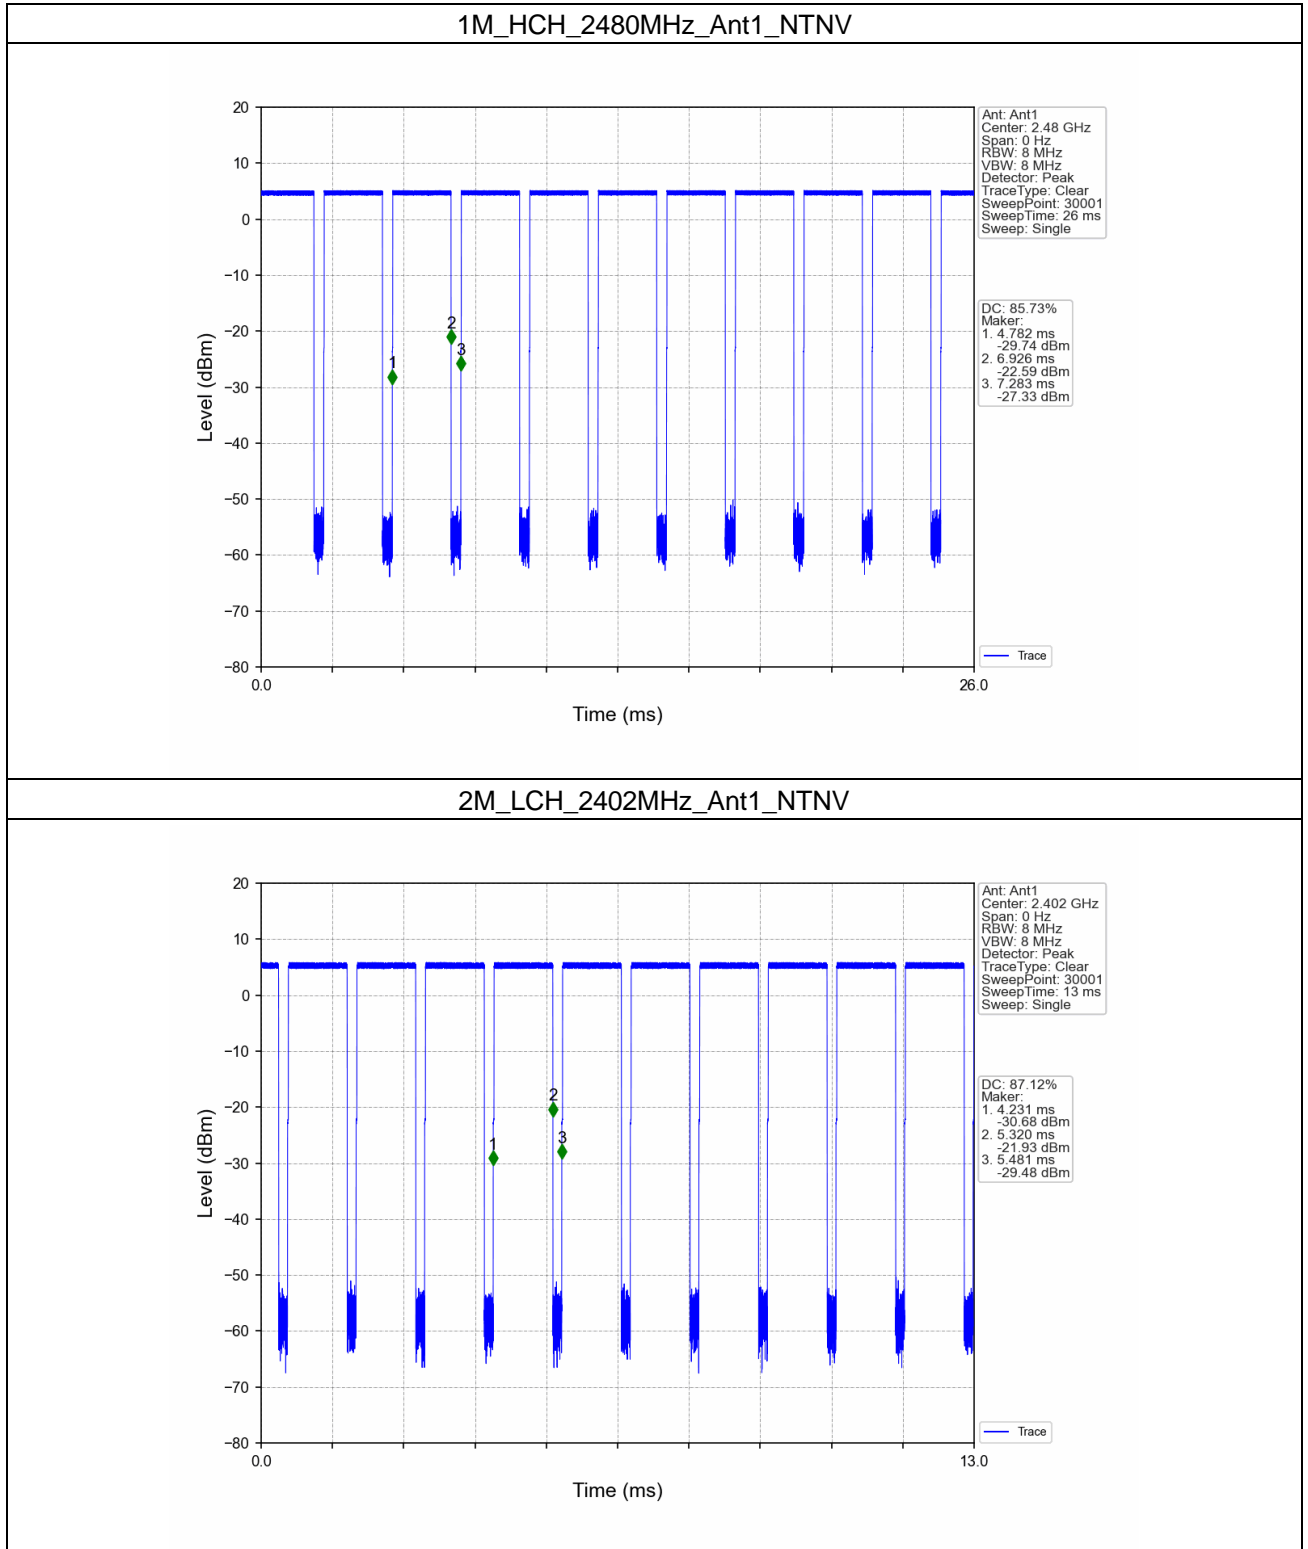 1M_HCH_2480MHz_Ant1_NTNV
20
10
0
−10
−20
−30
−40
−50
−60
−70
−80
Level (dBm)
1
2
3
0.0
26.0
Time (ms)
Ant: Ant1
Center: 2.48 GHz
Span: 0 Hz
RBW: 8 MHz
VBW: 8 MHz
Detector: Peak
TraceType: Clear
SweepPoint: 30001
SweepTime: 26 ms
Sweep: Single
DC: 85.73%
Maker:
1. 4.782 ms
-29.74 dBm
2. 6.926 ms
-22.59 dBm
3. 7.283 ms
-27.33 dBm
Trace
2M_LCH_2402MHz_Ant1_NTNV
20
10
0
−10
−20
−30
−40
−50
−60
−70
−80
Level (dBm)
1
2
3
0.0
13.0
Time (ms)
Ant: Ant1
Center: 2.402 GHz
Span: 0 Hz
RBW: 8 MHz
VBW: 8 MHz
Detector: Peak
TraceType: Clear
SweepPoint: 30001
SweepTime: 13 ms
Sweep: Single
DC: 87.12%
Maker:
1. 4.231 ms
-30.68 dBm
2. 5.320 ms
-21.93 dBm
3. 5.481 ms
-29.48 dBm
Trace